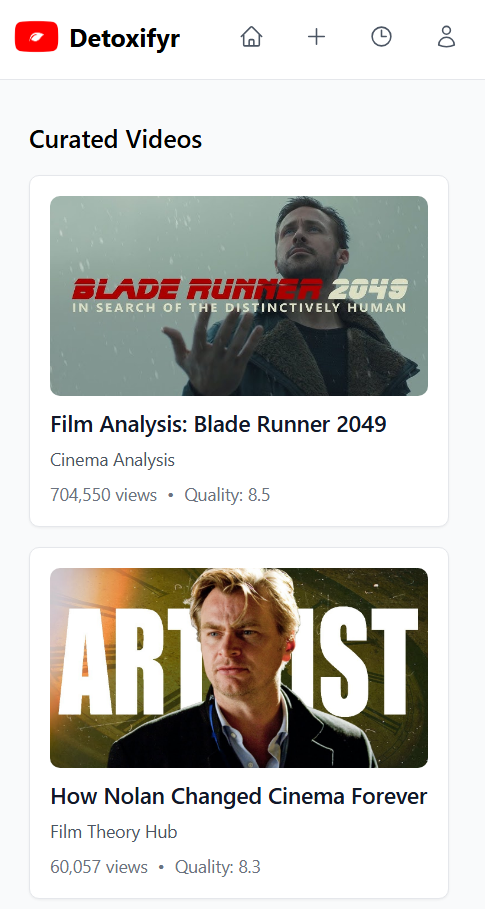 Detoxifyr
Curated Videos
BLADE RUNNER 2049
IN SEARCH OF THE DISTINCTIVELY HUMAN
Film Analysis: Blade Runner 2049
Cinema Analysis
704,550 views • Quality: 8.5
ART IST
How Nolan Changed Cinema Forever
Film Theory Hub
60,057 views • Quality: 8.3